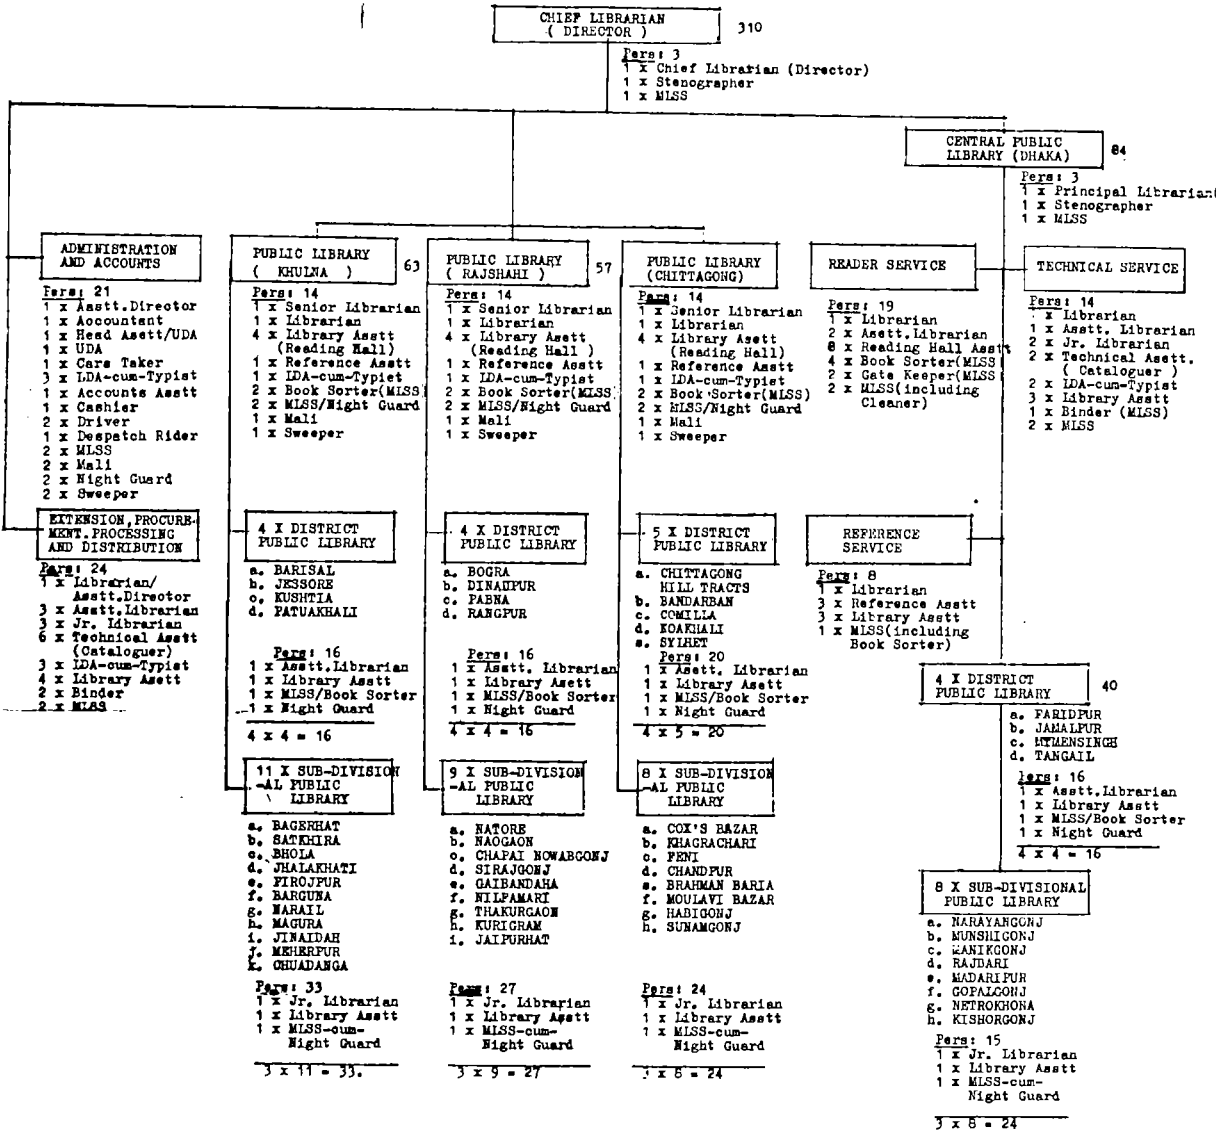 CHIEF LIBRARIAN
( DIRECTOR )
310
Pers: 3
1 x Chief Librarian (Director)
1 x Stenographer
1 x MLSS
CENTRAL PUBLIC
LIBRARY (DHAKA)
84
Pers: 3
1 x Principal Librarian
1 x Stenographer
1 x MLSS
ADMINISTRATION
AND ACCOUNTS
Pers: 21
1 x Asstt.Director
1 x Accountant
1 x Head Asstt/UDA
1 x UDA
1 x Care Taker
3 x LDA-cum-Typist
1 x Accounts Asstt
1 x Cashier
2 x Driver
1 x Despatch Rider
2 x MLSS
2 x Mali
2 x Night Guard
2 x Sweeper
PUBLIC LIBRARY
( KHULNA )
63
Pers: 14
1 x Senior Librarian
1 x Librarian
4 x Library Asstt
(Reading Hall)
1 x Reference Asstt
1 x LDA-cum-Typist
2 x Book Sorter(MLSS)
2 x MLSS/Night Guard
1 x Mali
1 x Sweeper
PUBLIC LIBRARY
( RAJSHAHI )
57
Pers: 14
1 x Senior Librarian
1 x Librarian
4 x Library Asstt
(Reading Hall )
1 x Reference Asstt
1 x LDA-cum-Typist
2 x Book Sorter(MLSS)
2 x MLSS/Night Guard
1 x Mali
1 x Sweeper
PUBLIC LIBRARY
(CHITTAGONG)
Pers: 14
1 x Senior Librarian
1 x Librarian
4 x Library Asstt
(Reading Hall)
1 x Reference Asstt
1 x LDA-cum-Typist
2 x Book Sorter(MLSS)
2 x MLSS/Night Guard
1 x Mali
1 x Sweeper
READER SERVICE
Pers: 19
1 x Librarian
2 x Asstt.Librarian
8 x Reading Hall Asstt
4 x Book Sorter(MLSS
2 x Gate Keeper(MLSS
2 x MLSS(including
Cleaner)
TECHNICAL SERVICE
Pers: 14
1 x Librarian
1 x Asstt. Librarian
2 x Jr. Librarian
2 x Technical Asstt.
( Cataloguer )
2 x LDA-cum-Typist
3 x Library Asstt
1 x Binder (MLSS)
2 x MLSS
EXTENSION, PROCURE-
MENT. PROCESSING
AND DISTRIBUTION
Pers: 24
1 x Librarian/
Asstt.Director
3 x Asstt.Librarian
3 x Jr. Librarian
6 x Technical Asstt
(Cataloguer)
3 x LDA-cum-Typist
4 x Library Asstt
2 x Binder
2 x MLSS
4 X DISTRICT
PUBLIC LIBRARY
a. BARISAL
b. JESSORE
c. KUSHTIA
d. PATUAKHALI
Pers: 16
1 x Asstt.Librarian
1 x Library Asstt
1 x MLSS/Book Sorter
1 x Night Guard
4 x 4 = 16
4 X DISTRICT
PUBLIC LIBRARY
a. BOGRA
b. DINAJPUR
c. PABNA
d. RANGPUR
Pers: 16
1 x Asstt. Librarian
1 x Library Asstt
1 x MLSS/Book Sorter
1 x Night Guard
4 x 4 = 16
5 X DISTRICT
PUBLIC LIBRARY
a. CHITTAGONG
HILL TRACTS
b. BANDARBAN
c. COMILLA
d. NOAKHALI
e. SYLHET
Pers: 20
1 x Asstt. Librarian
1 x Library Asstt
1 x MLSS/Book Sorter
1 x Night Guard
4 x 5 = 20
REFERENCE
SERVICE
Pers: 8
1 x Librarian
3 x Reference Asstt
3 x Library Asstt
1 x MLSS(including
Book Sorter)
4 X DISTRICT
PUBLIC LIBRARY
40
a. FARIDPUR
b. JAMALPUR
c. MYMENSINGH
d. TANGAIL
Pers: 16
1 x Asstt.Librarian
1 x Library Asstt
1 x MLSS/Book Sorter
1 x Night Guard
4 x 4 = 16
11 X SUB-DIVISION
-AL PUBLIC
LIBRARY
a. BAGERHAT
b. SATKHIRA
c. BHOLA
d. JHALAKHATI
e. PIROJPUR
f. BARGUNA
g. NARAIL
h. MAGURA
i. JINAIDAH
j. MEHERPUR
k. CHUADANGA
Pers: 33
1 x Jr. Librarian
1 x Library Asstt
1 x MLSS-cum-
Night Guard
3 x 11 = 33.
9 X SUB-DIVISION
-AL PUBLIC
LIBRARY
a. NATORE
b. NAOGAON
c. CHAPAI NOWABGONJ
d. SIRAJGONJ
e. GAIBANDAHA
f. NILPAMARI
g. THAKURGAON
h. KURIGRAM
i. JAIPURHAT
Pers: 27
1 x Jr. Librarian
1 x Library Asstt
1 x MLSS-cum-
Night Guard
3 x 9 = 27
8 X SUB-DIVISION
-AL PUBLIC
LIBRARY
a. COX'S BAZAR
b. KHAGRACHARI
c. FENI
d. CHANDPUR
e. BRAHMAN BARIA
f. MOULAVI BAZAR
g. HABIGONJ
h. SUNAMGONJ
Pers: 24
1 x Jr. Librarian
1 x Library Asstt
1 x MLSS-cum-
Night Guard
3 x 8 = 24
8 X SUB-DIVISIONAL
PUBLIC LIBRARY
a. NARAYANGONJ
b. MUNSHIGONJ
c. MANIKGONJ
d. RAJDARI
e. MADARIPUR
f. GOPALGONJ
g. NETROKHONA
h. KISHORGONJ
Pers: 15
1 x Jr. Librarian
1 x Library Asstt
1 x MLSS-cum-
Night Guard
3 x 8 = 24